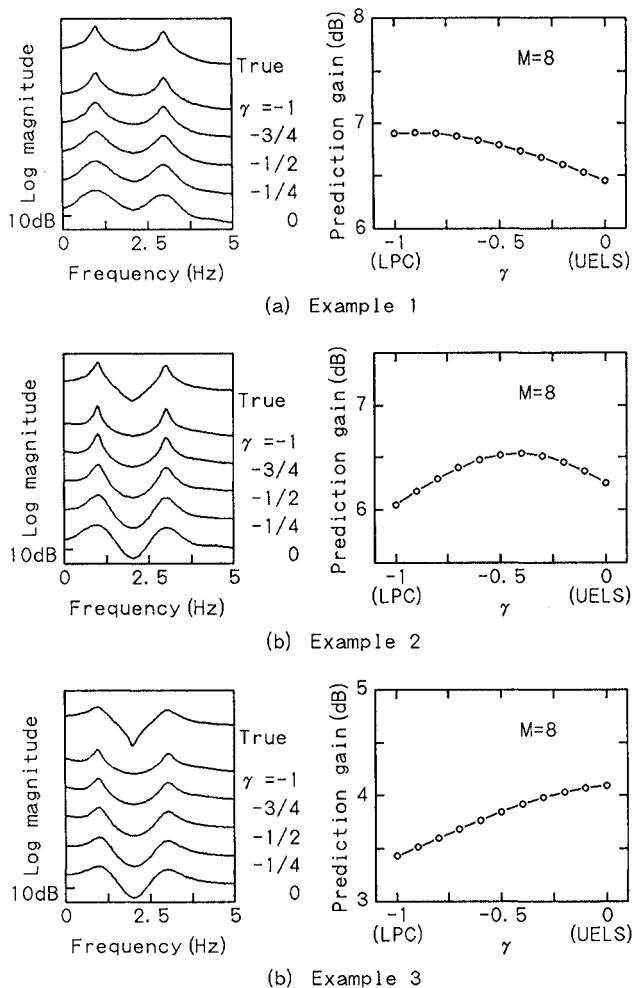 Log magnitude
10dB
0 2.5 5
Frequency (Hz)
True
γ =-1
-3/4
-1/2
-1/4
0
Prediction gain (dB)
8
7
6
M=8
-1 -0.5 0
(LPC) γ (UELS)
(a) Example 1
Log magnitude
10dB
0 2.5 5
Frequency (Hz)
True
γ =-1
-3/4
-1/2
-1/4
0
Prediction gain (dB)
7
6
M=8
-1 -0.5 0
(LPC) γ (UELS)
(b) Example 2
Log magnitude
10dB
0 2.5 5
Frequency (Hz)
True
γ =-1
-3/4
-1/2
-1/4
0
Prediction gain (dB)
5
4
3
M=8
-1 -0.5 0
(LPC) γ (UELS)
(b) Example 3